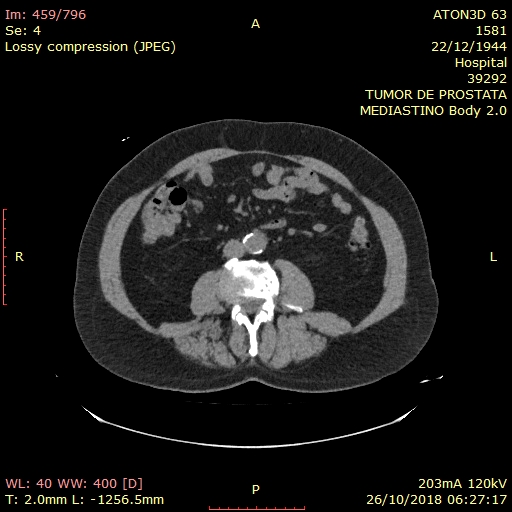 Im: 459/796
Se: 4
Lossy compression (JPEG)
A
ATON3D 63
1581
22/12/1944
Hospital
39292
TUMOR DE PROSTATA
MEDIASTINO Body 2.0
R
L
WL: 40 WW: 400 [D]
T: 2.0mm L: -1256.5mm
P
203mA 120kV
26/10/2018 06:27:17